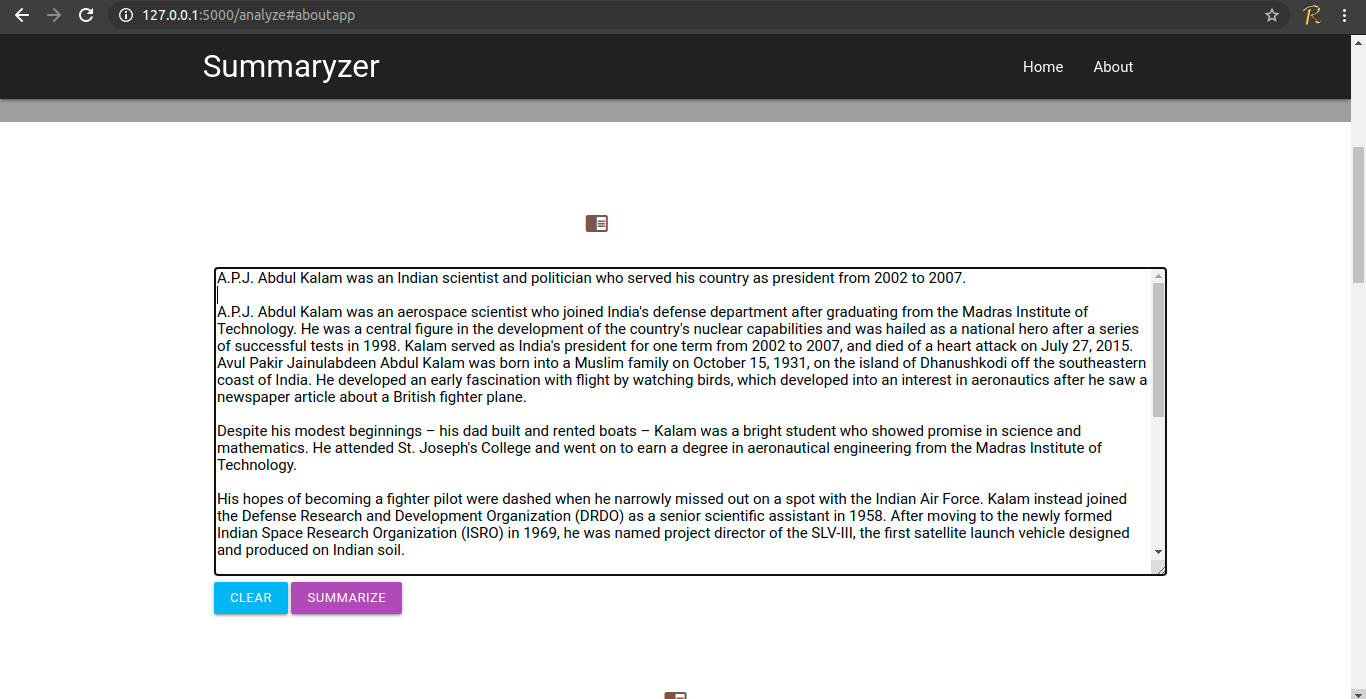 127.0.0.1:5000/analyze#aboutapp
Summaryzer
Home
About
A.P.J. Abdul Kalam was an Indian scientist and politician who served his country as president from 2002 to 2007.
A.P.J. Abdul Kalam was an aerospace scientist who joined India's defense department after graduating from the Madras Institute of
Technology. He was a central figure in the development of the country's nuclear capabilities and was hailed as a national hero after a series
of successful tests in 1998. Kalam served as India's president for one term from 2002 to 2007, and died of a heart attack on July 27, 2015.
Avul Pakir Jainulabdeen Abdul Kalam was born into a Muslim family on October 15, 1931, on the island of Dhanushkodi off the southeastern
coast of India. He developed an early fascination with flight by watching birds, which developed into an interest in aeronautics after he saw a
newspaper article about a British fighter plane.
Despite his modest beginnings – his dad built and rented boats – Kalam was a bright student who showed promise in science and
mathematics. He attended St. Joseph's College and went on to earn a degree in aeronautical engineering from the Madras Institute of
Technology.
His hopes of becoming a fighter pilot were dashed when he narrowly missed out on a spot with the Indian Air Force. Kalam instead joined
the Defense Research and Development Organization (DRDO) as a senior scientific assistant in 1958. After moving to the newly formed
Indian Space Research Organization (ISRO) in 1969, he was named project director of the SLV-III, the first satellite launch vehicle designed
and produced on Indian soil.
CLEAR
SUMMARIZE